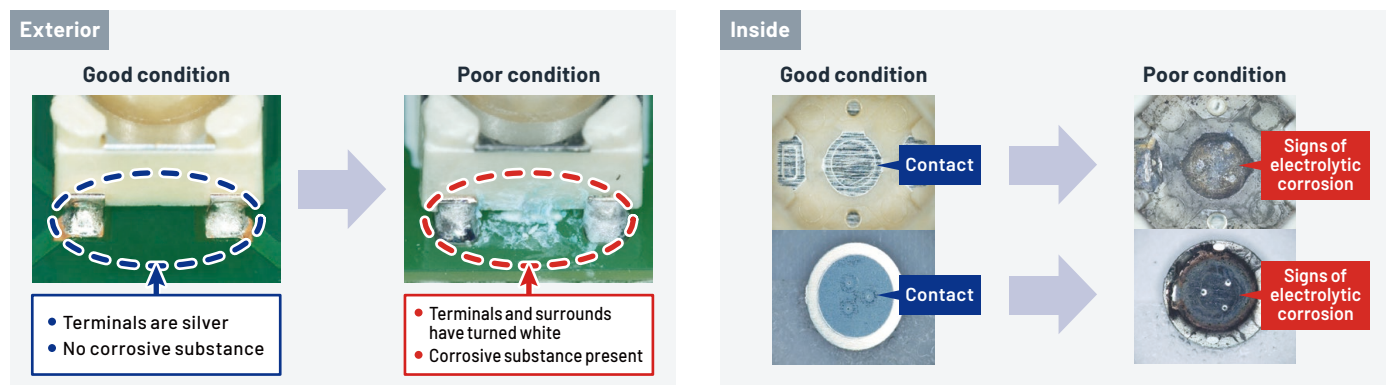 Exterior
Good condition
Poor condition
• Terminals are silver
• No corrosive substance
• Terminals and surrounds
have turned white
• Corrosive substance present
Inside
Good condition
Poor condition
Contact
Signs of
electrolytic
corrosion
Contact
Signs of
electrolytic
corrosion